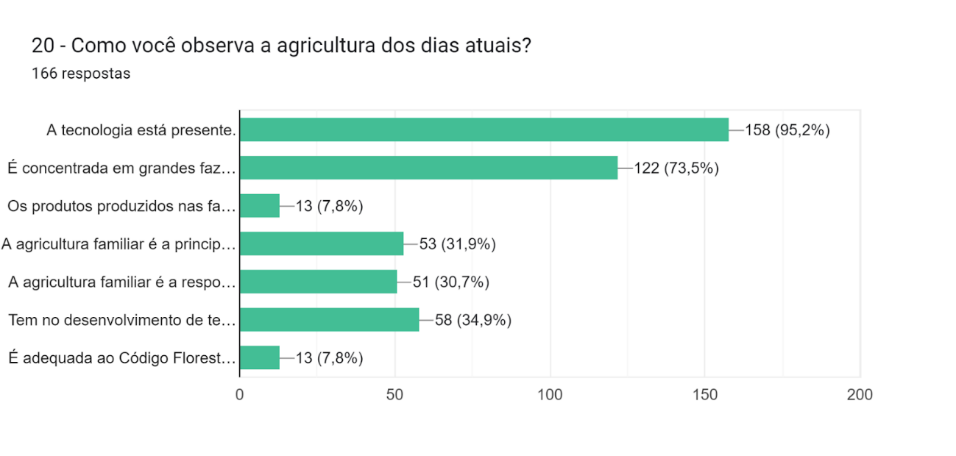 20 - Como você observa a agricultura dos dias atuais?
166 respostas
A tecnologia está presente. 158 (95,2%)
É concentrada em grandes faz… 122 (73,5%)
Os produtos produzidos nas fa… 13 (7,8%)
A agricultura familiar é a princip… 53 (31,9%)
A agricultura familiar é a respo… 51 (30,7%)
Tem no desenvolvimento de te… 58 (34,9%)
É adequada ao Código Florest… 13 (7,8%)
0 50 100 150 200